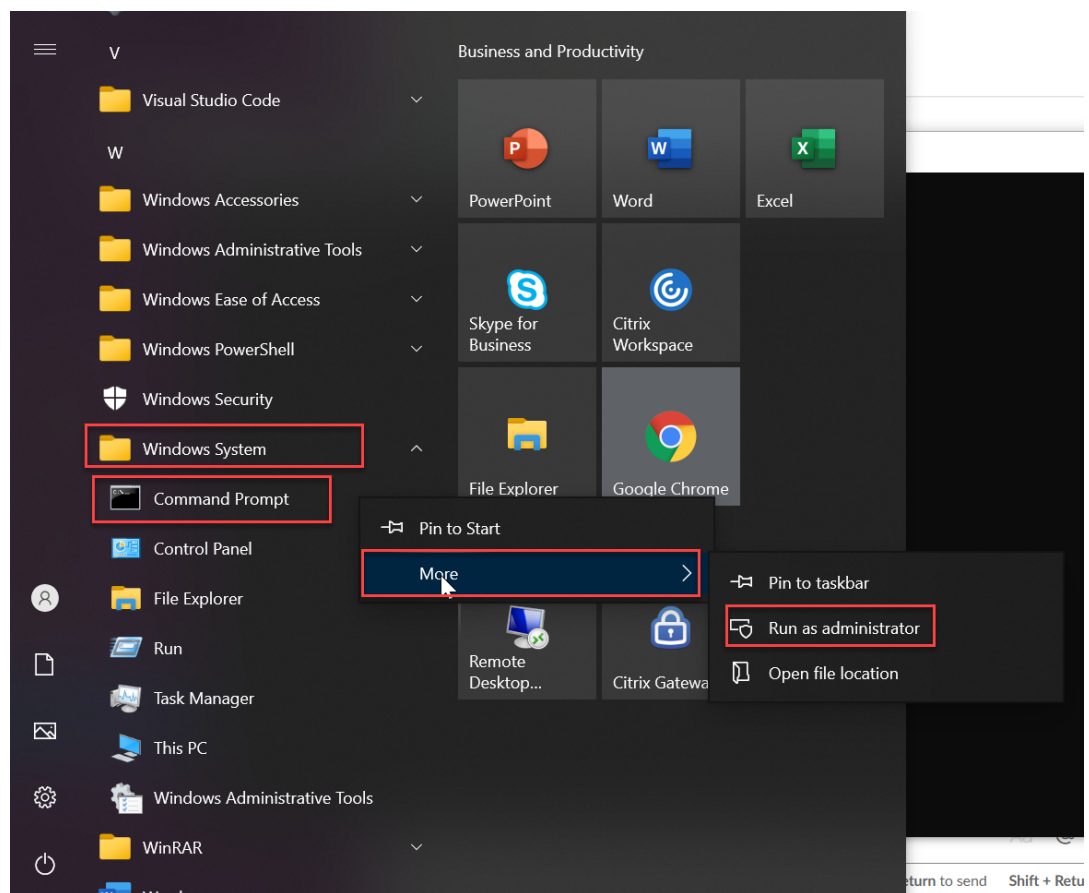 V
Visual Studio Code
W
Windows Accessories
Windows Administrative Tools
Windows Ease of Access
Windows PowerShell
Windows Security
Windows System
Command Prompt
Control Panel
File Explorer
Run
Task Manager
This PC
Windows Administrative Tools
WinRAR
Business and Productivity
P
PowerPoint
W
Word
X
Excel
S
Skype for
Business
Citrix
Workspace
File Explorer
Google Chrome
Remote
Desktop...
Citrix Gatewa
Pin to Start
More
Pin to taskbar
Run as administrator
Open file location
eturn to send Shift + Retu